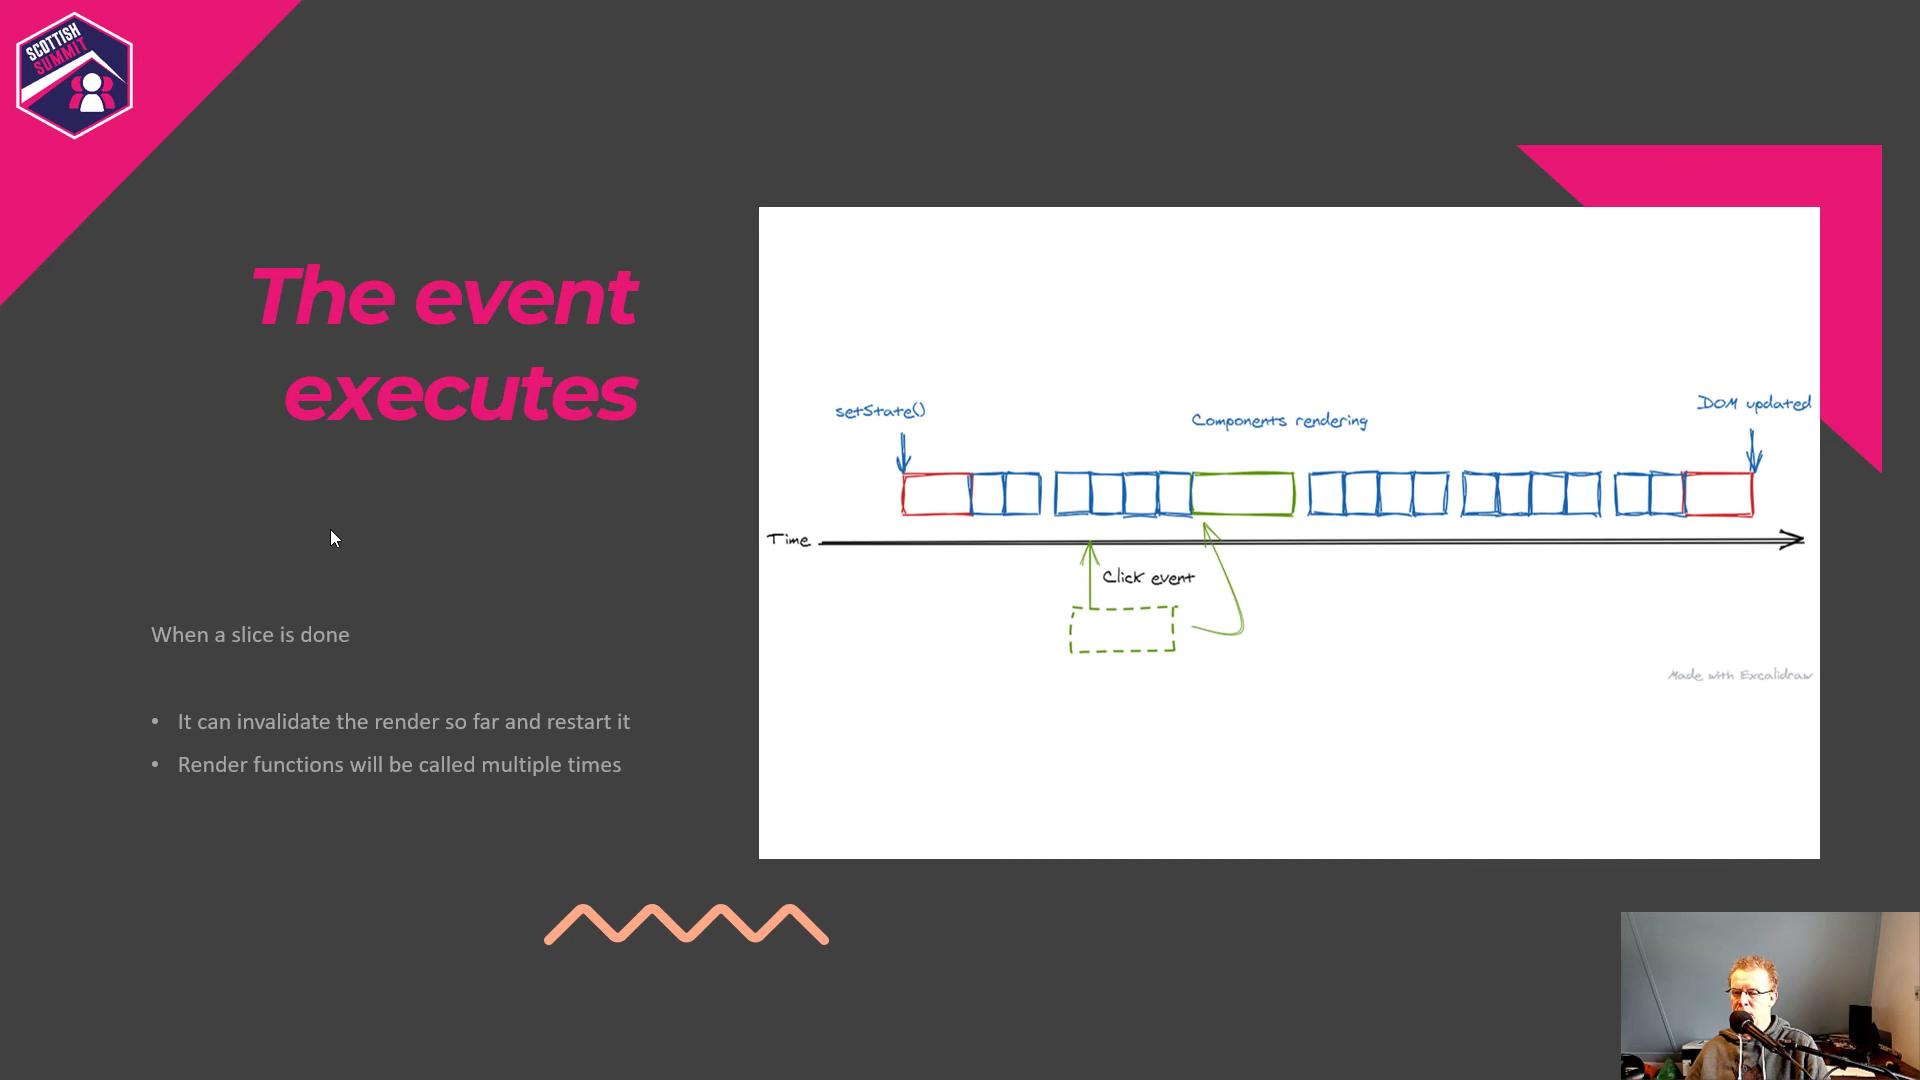 SCOTTISH
SUMMIT
The event
executes
When a slice is done
• It can invalidate the render so far and restart it
• Render functions will be called multiple times
setState()
Components rendering
DOM updated
Time
Click event
Made with Excalidraw